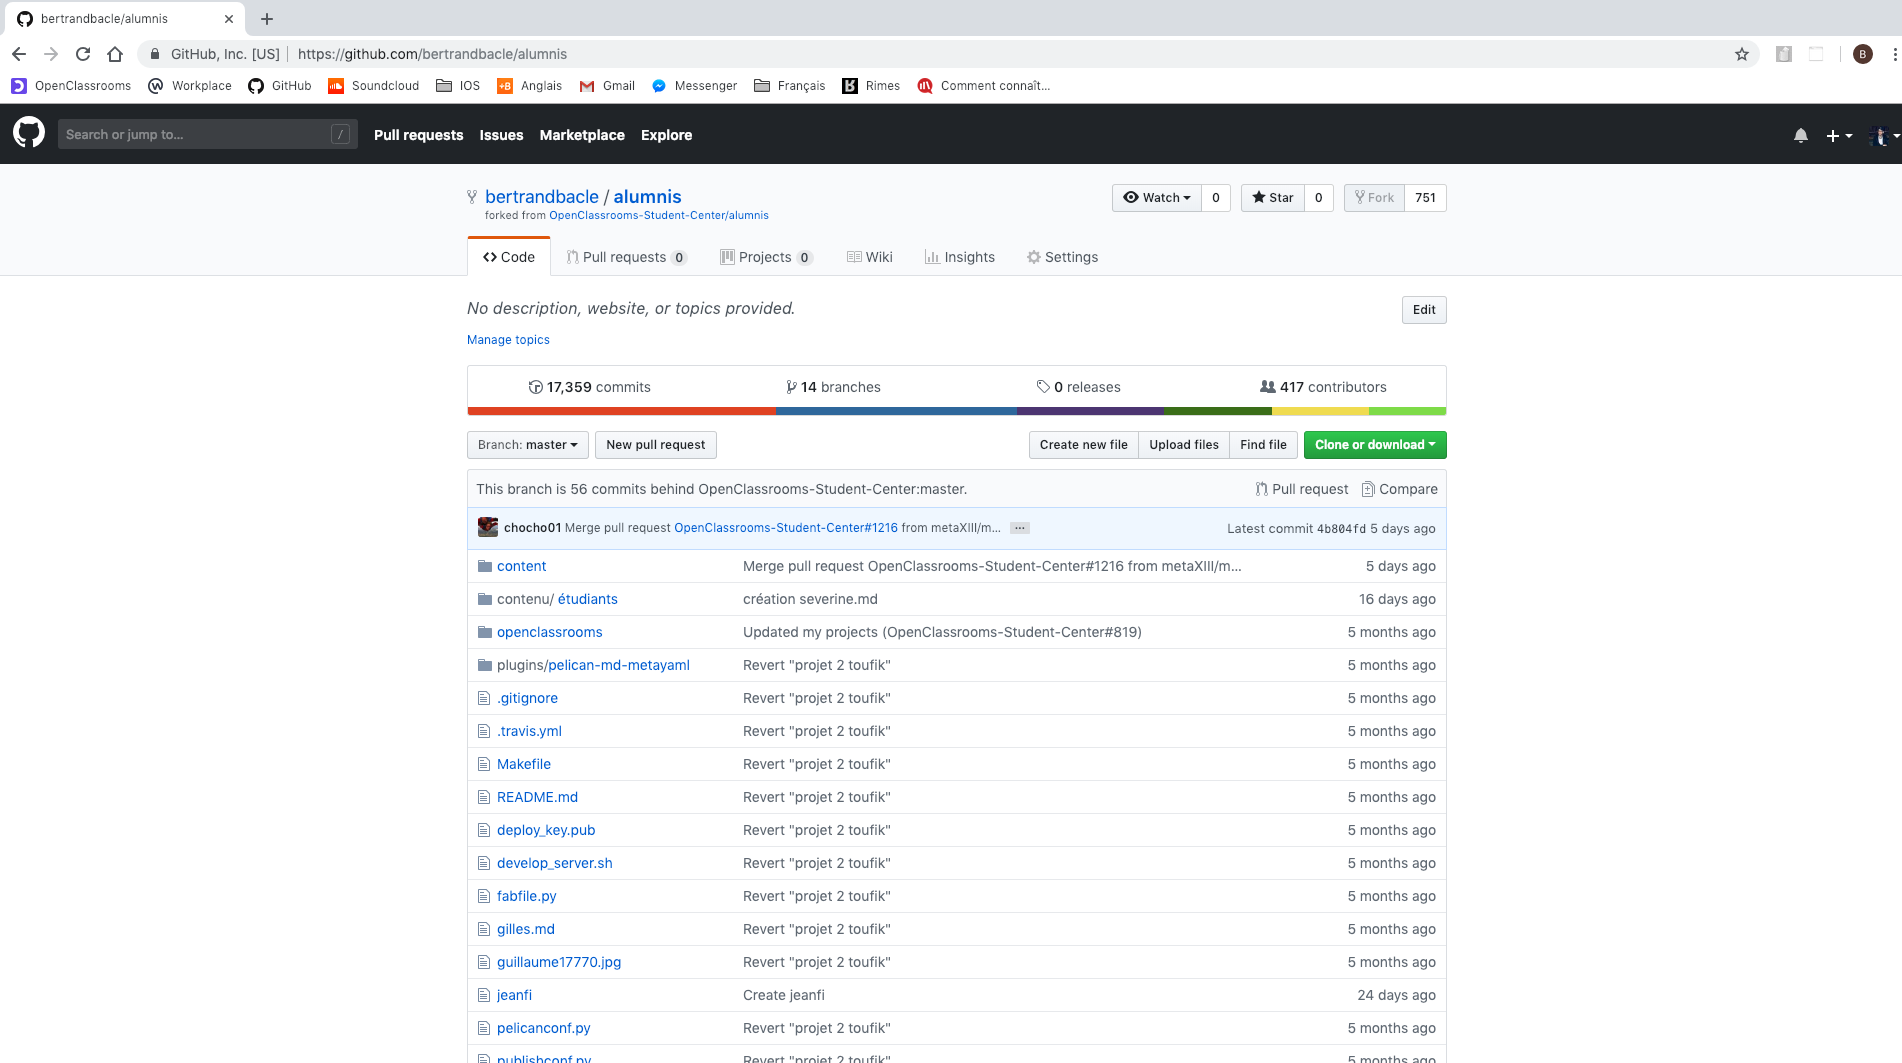 bertrandbacle/alumnis
GitHub, Inc. [US] https://github.com/bertrandbacle/alumnis B
OpenClassrooms Workplace GitHub Soundcloud IOS +B Anglais Gmail Messenger Français Rimes Comment connaît...
Search or jump to... / Pull requests Issues Marketplace Explore
bertrandbacle / alumnis Watch 0 Star 0 Fork 751
forked from OpenClassrooms-Student-Center/alumnis
Code Pull requests 0 Projects 0 Wiki Insights Settings
No description, website, or topics provided. Edit
Manage topics
17,359 commits 14 branches 0 releases 417 contributors
Branch: master New pull request Create new file Upload files Find file Clone or download
This branch is 56 commits behind OpenClassrooms-Student-Center:master. Pull request Compare
chocho01 Merge pull request OpenClassrooms-Student-Center#1216 from metaXIII/m... ... Latest commit 4b804fd 5 days ago
content Merge pull request OpenClassrooms-Student-Center#1216 from metaXIII/m... 5 days ago
contenu/ étudiants création severine.md 16 days ago
openclassrooms Updated my projects (OpenClassrooms-Student-Center#819) 5 months ago
plugins/pelican-md-metayaml Revert "projet 2 toufik" 5 months ago
.gitignore Revert "projet 2 toufik" 5 months ago
.travis.yml Revert "projet 2 toufik" 5 months ago
Makefile Revert "projet 2 toufik" 5 months ago
README.md Revert "projet 2 toufik" 5 months ago
deploy_key.pub Revert "projet 2 toufik" 5 months ago
develop_server.sh Revert "projet 2 toufik" 5 months ago
fabfile.py Revert "projet 2 toufik" 5 months ago
gilles.md Revert "projet 2 toufik" 5 months ago
guillaume17770.jpg Revert "projet 2 toufik" 5 months ago
jeanfi Create jeanfi 24 days ago
pelicanconf.py Revert "projet 2 toufik" 5 months ago
publishconf.py Revert "projet 2 toufik" 5 months ago